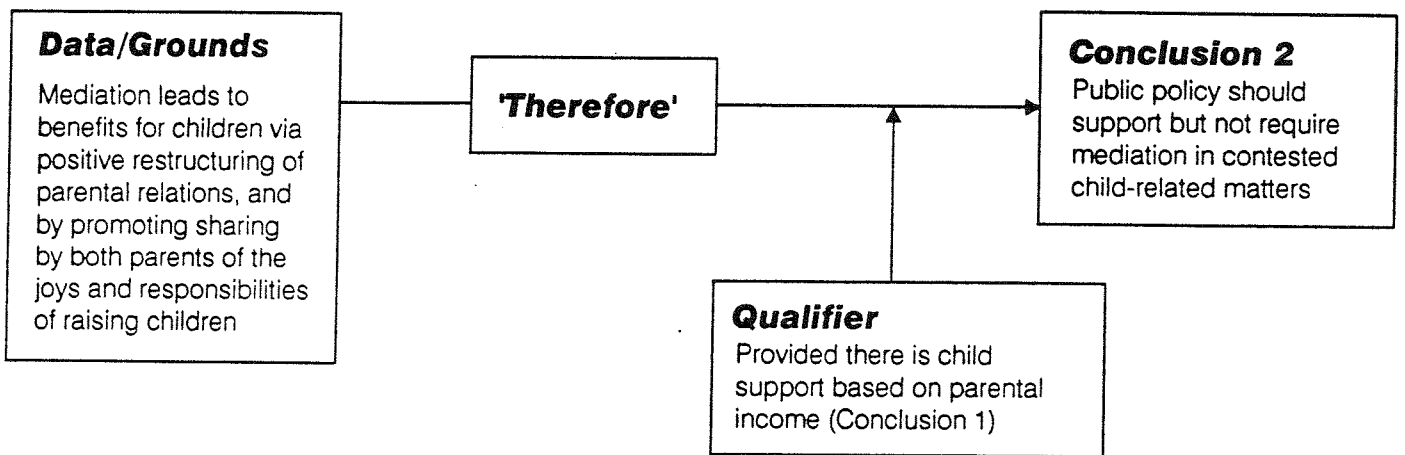 Data/Grounds
Mediation leads to
benefits for children via
positive restructuring of
parental relations, and
by promoting sharing
by both parents of the
joys and responsibilities
of raising children
'Therefore'
Conclusion 2
Public policy should
support but not require
mediation in contested
child-related matters
Qualifier
Provided there is child
support based on parental
income (Conclusion 1)